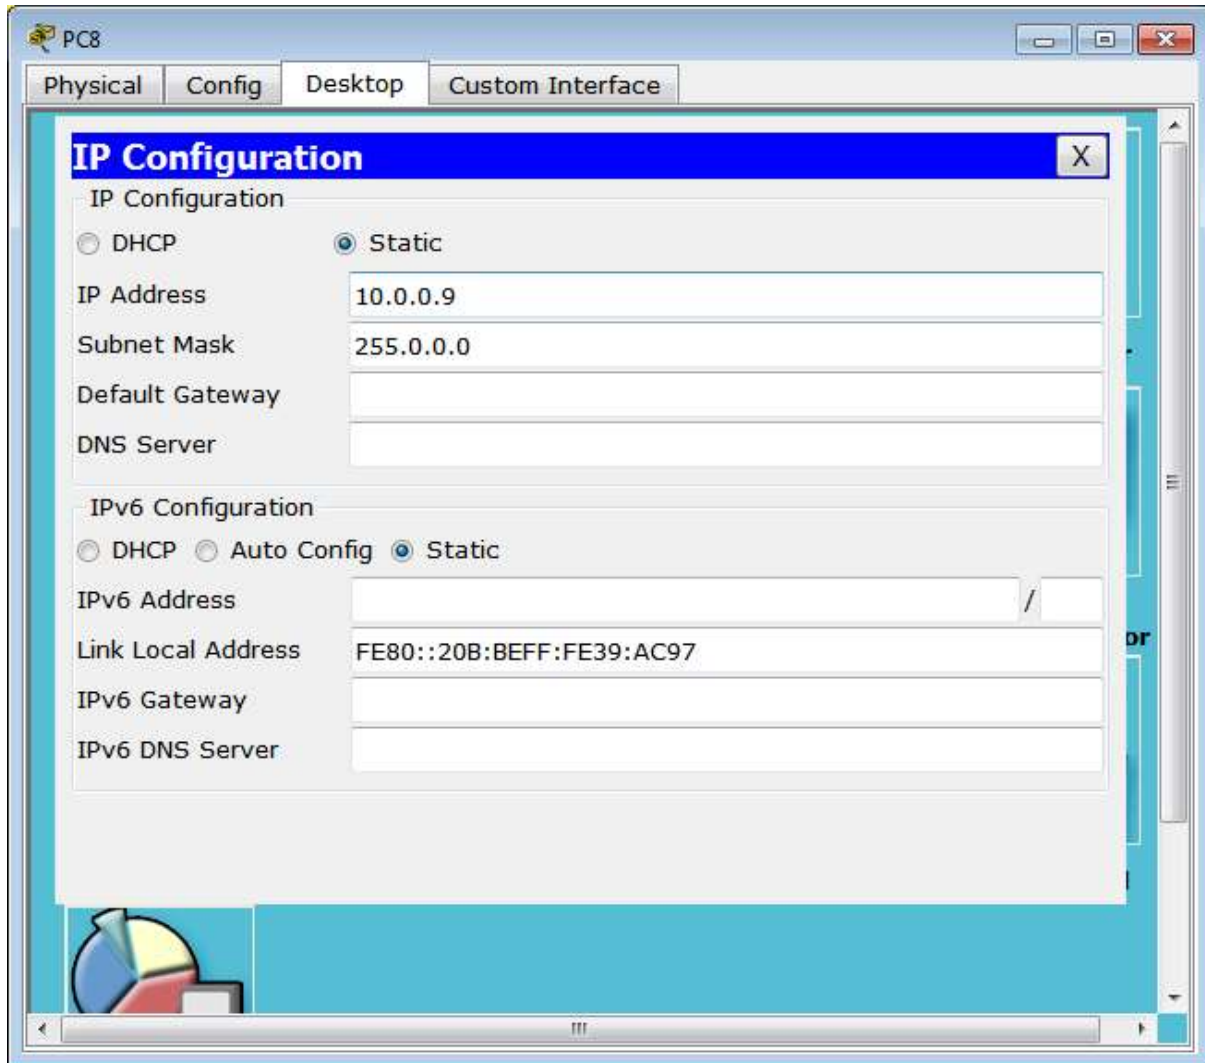 PC8
Physical Config Desktop Custom Interface
IP Configuration X
IP Configuration
DHCP Static
IP Address 10.0.0.9
Subnet Mask 255.0.0.0
Default Gateway
DNS Server
IPv6 Configuration
DHCP Auto Config Static
IPv6 Address /
Link Local Address FE80::20B:BEFF:FE39:AC97
or
IPv6 Gateway
IPv6 DNS Server